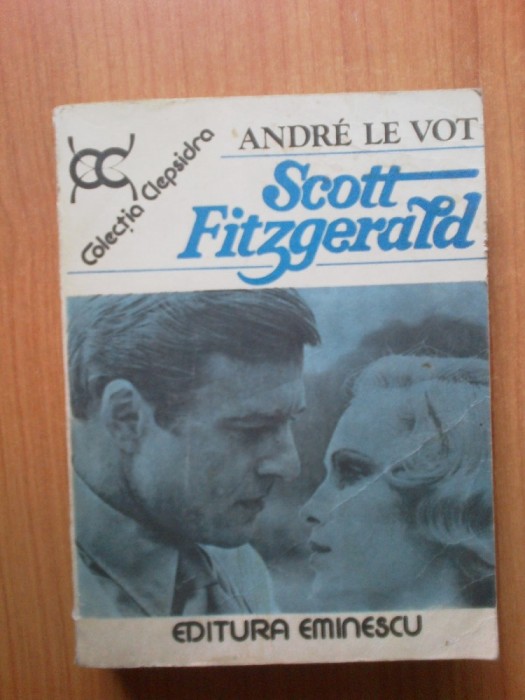 ANDRÉ LE VOT
Scott
Fitzgerald
Colecția Clepsidra
EDITURA EMINESCU